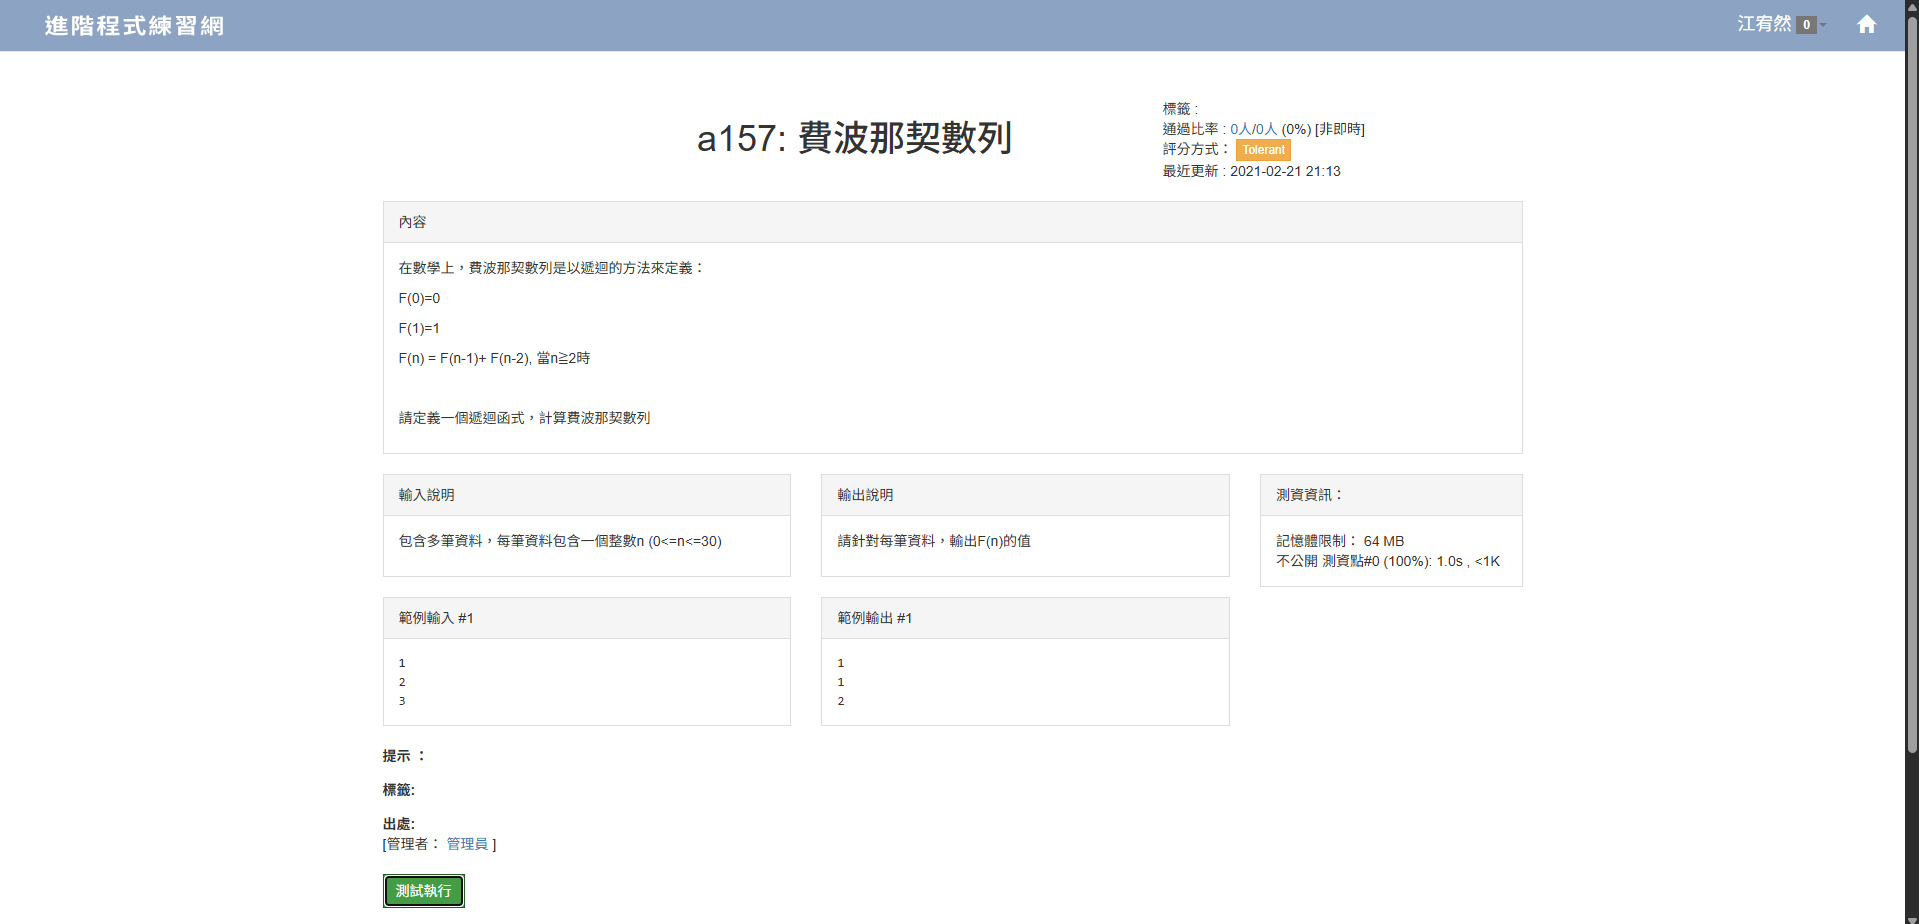 進階程式練習網
江宥然 0
a157: 費波那契數列
標籤 :
通過比率 : 0人/0人 (0%) [非即時]
評分方式： Tolerant
最近更新 : 2021-02-21 21:13
內容
在數學上，費波那契數列是以遞迴的方法來定義：
F(0)=0
F(1)=1
F(n) = F(n-1)+ F(n-2), 當n≧2時
請定義一個遞迴函式，計算費波那契數列
輸入說明
包含多筆資料，每筆資料包含一個整數n (0<=n<=30)
輸出說明
請針對每筆資料，輸出F(n)的值
測資資訊：
記憶體限制： 64 MB
不公開 測資點#0 (100%): 1.0s , <1K
範例輸入 #1
1
2
3
範例輸出 #1
1
1
2
提示 ：
標籤:
出處:
[管理者： 管理員 ]
測試執行